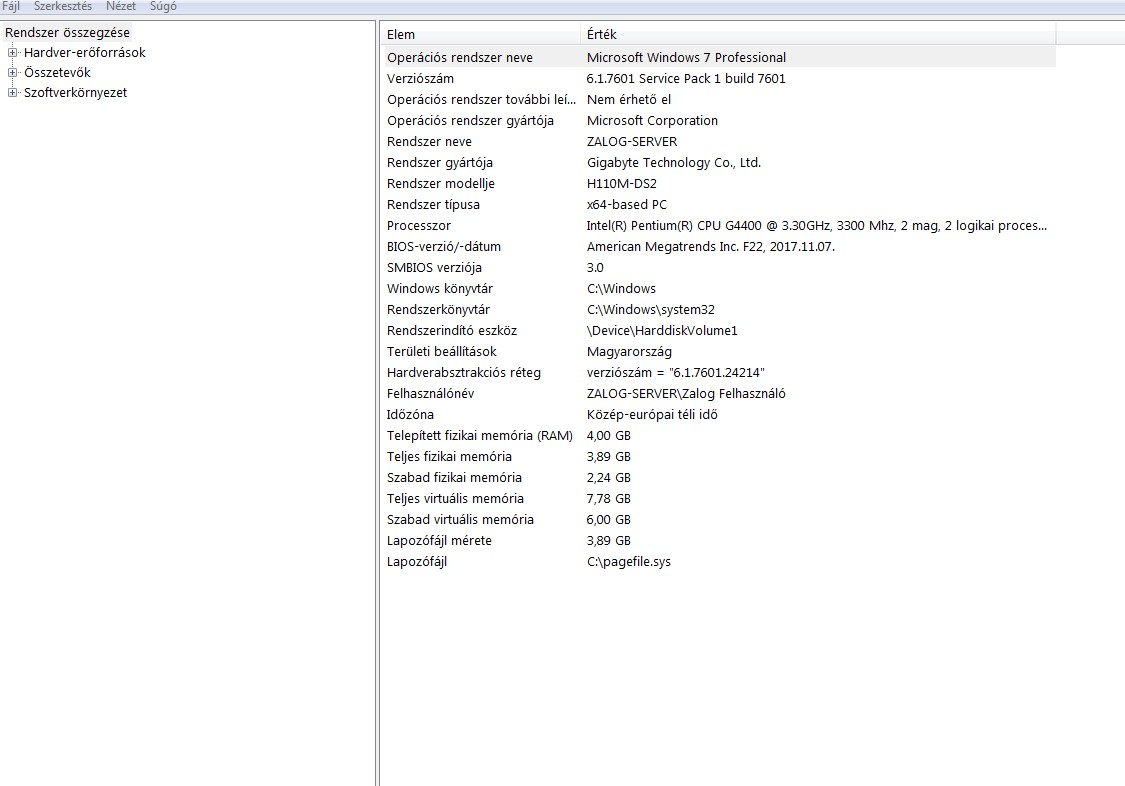 Fájl Szerkesztés Nézet Súgó
Rendszer összegzése
Hardver-erőforrások
Összetevők
Szoftverkörnyezet
Elem Érték
Operációs rendszer neve Microsoft Windows 7 Professional
Verziószám 6.1.7601 Service Pack 1 build 7601
Operációs rendszer további leí... Nem érhető el
Operációs rendszer gyártója Microsoft Corporation
Rendszer neve ZALOG-SERVER
Rendszer gyártója Gigabyte Technology Co., Ltd.
Rendszer modellje H110M-DS2
Rendszer típusa x64-based PC
Processzor Intel(R) Pentium(R) CPU G4400 @ 3.30GHz, 3300 Mhz, 2 mag, 2 logikai proces...
BIOS-verzió/-dátum American Megatrends Inc. F22, 2017.11.07.
SMBIOS verziója 3.0
Windows könyvtár C:\Windows
Rendszerkönyvtár C:\Windows\system32
Rendszerindító eszköz \Device\HarddiskVolume1
Területi beállítások Magyarország
Hardverabsztrakciós réteg verziószám = "6.1.7601.24214"
Felhasználónév ZALOG-SERVER\Zalog Felhasználó
Időzóna Közép-európai téli idő
Telepített fizikai memória (RAM) 4,00 GB
Teljes fizikai memória 3,89 GB
Szabad fizikai memória 2,24 GB
Teljes virtuális memória 7,78 GB
Szabad virtuális memória 6,00 GB
Lapozófájl mérete 3,89 GB
Lapozófájl C:\pagefile.sys